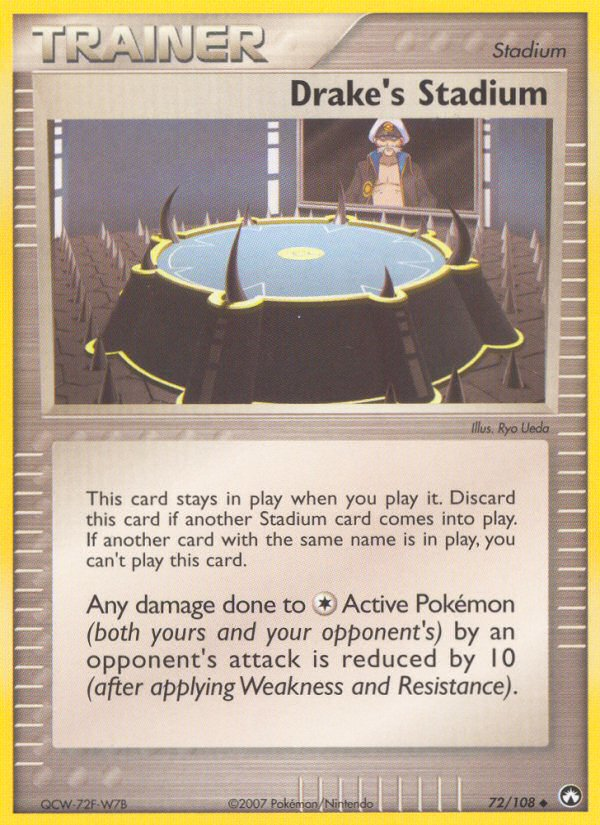 TRAINER
Stadium
Drake's Stadium
Illus. Ryo Ueda
This card stays in play when you play it. Discard
this card if another Stadium card comes into play.
If another card with the same name is in play, you
can't play this card.
Any damage done to Active Pokémon
(both yours and your opponent's) by an
opponent's attack is reduced by 10
(after applying Weakness and Resistance).
QCW-72F-W7B
©2007 Pokémon/Nintendo
72/108